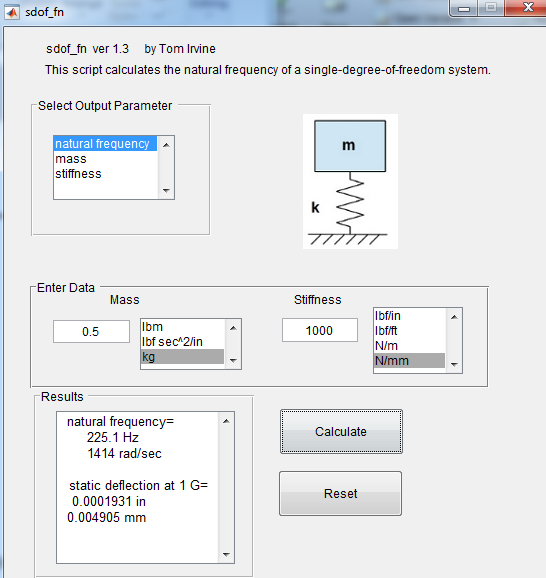 sdof_fn
sdof_fn ver 1.3 by Tom Irvine
This script calculates the natural frequency of a single-degree-of-freedom system.
Select Output Parameter
natural frequency
mass
stiffness
m
k
Enter Data
Mass
Stiffness
0.5
lbm
lbf sec^2/in
kg
1000
lbf/in
lbf/ft
N/m
N/mm
Results
natural frequency=
225.1 Hz
1414 rad/sec
static deflection at 1 G=
0.0001931 in
0.004905 mm
Calculate
Reset